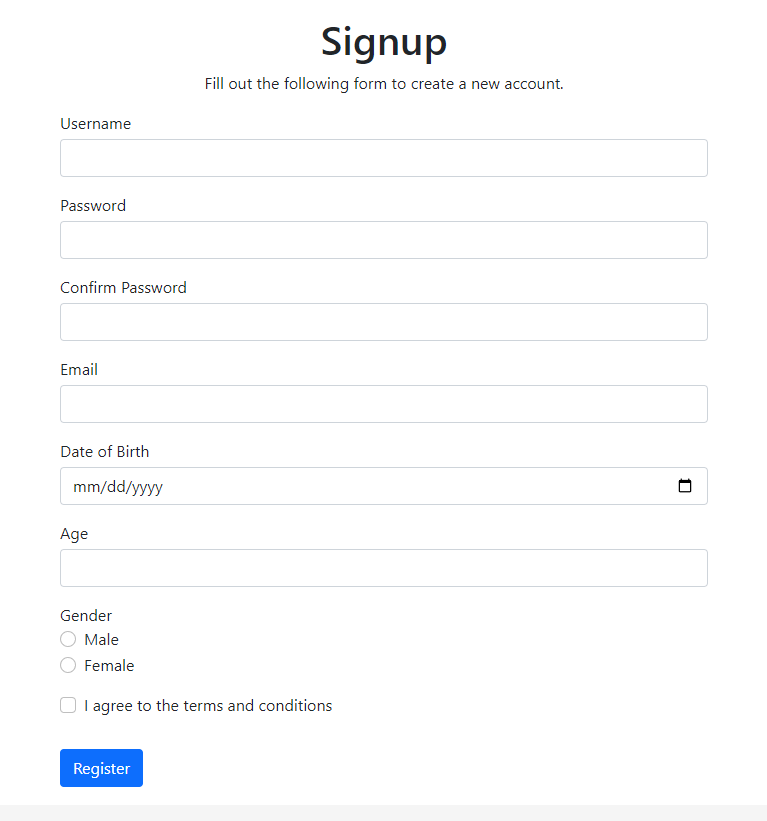 Signup
Fill out the following form to create a new account.
Username
Password
Confirm Password
Email
Date of Birth
mm/dd/yyyy
Age
Gender
Male
Female
I agree to the terms and conditions
Register